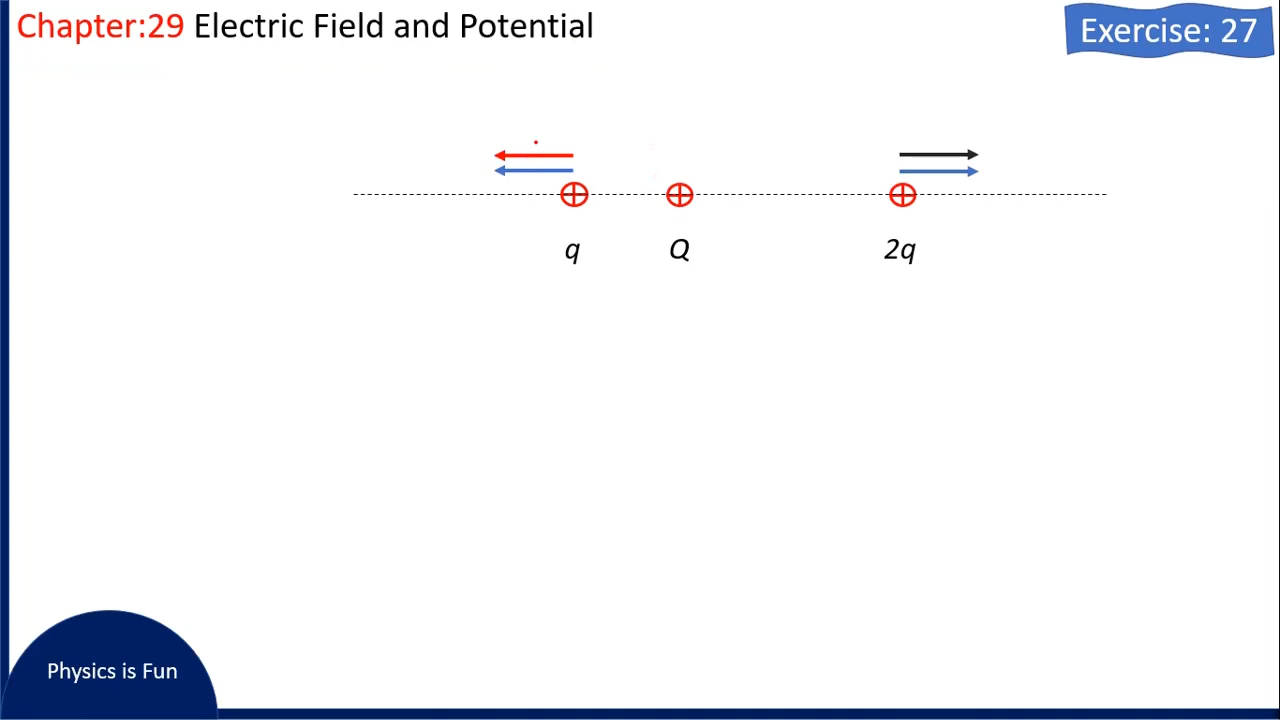 Chapter:29 Electric Field and Potential
Exercise: 27
q Q 2q
Physics is Fun